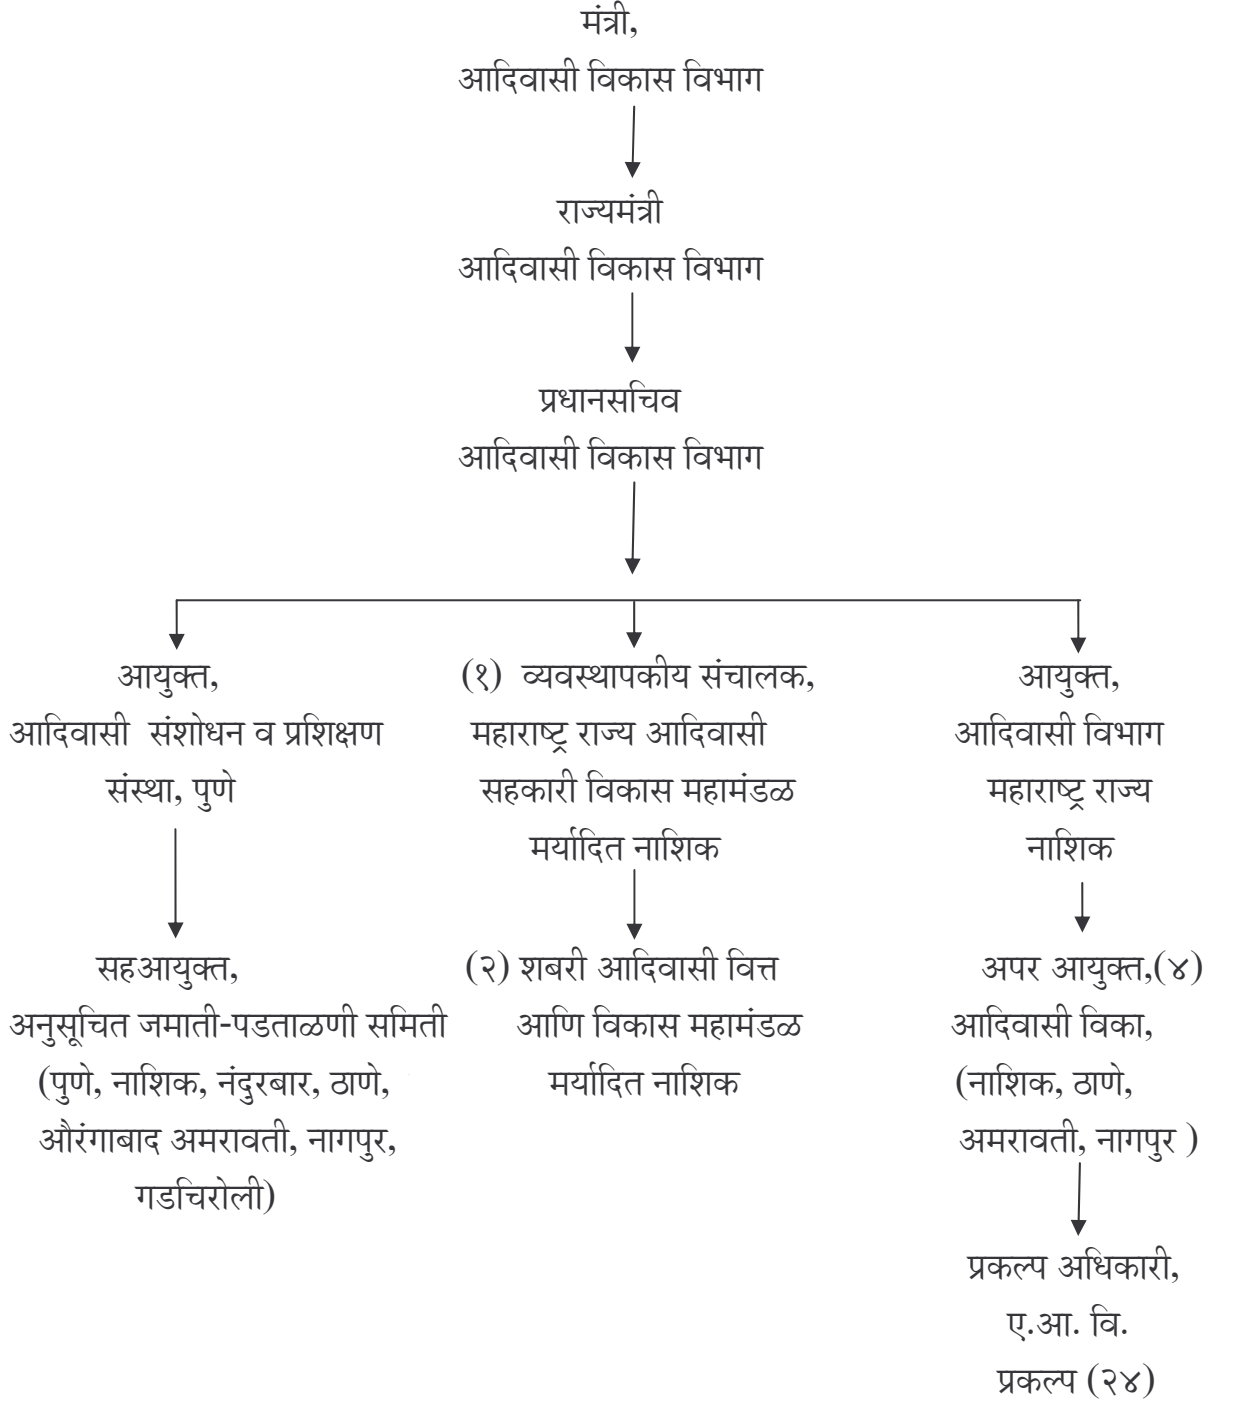 मंत्री,
आदिवासी विकास विभाग
राज्यमंत्री
आदिवासी विकास विभाग
प्रधानसचिव
आदिवासी विकास विभाग
आयुक्त,
आदिवासी संशोधन व प्रशिक्षण
संस्था, पुणे
सहआयुक्त,
अनुसूचित जमाती-पडताळणी समिती
(पुणे, नाशिक, नंदुरबार, ठाणे,
औरंगाबाद अमरावती, नागपुर,
गडचिरोली)
(१) व्यवस्थापकीय संचालक,
महाराष्ट्र राज्य आदिवासी
सहकारी विकास महामंडळ
मर्यादित नाशिक
(२) शबरी आदिवासी वित्त
आणि विकास महामंडळ
मर्यादित नाशिक
आयुक्त,
आदिवासी विभाग
महाराष्ट्र राज्य
नाशिक
अपर आयुक्त,(४)
आदिवासी विका,
(नाशिक, ठाणे,
अमरावती, नागपुर )
प्रकल्प अधिकारी,
ए.आ. वि.
प्रकल्प (२४)